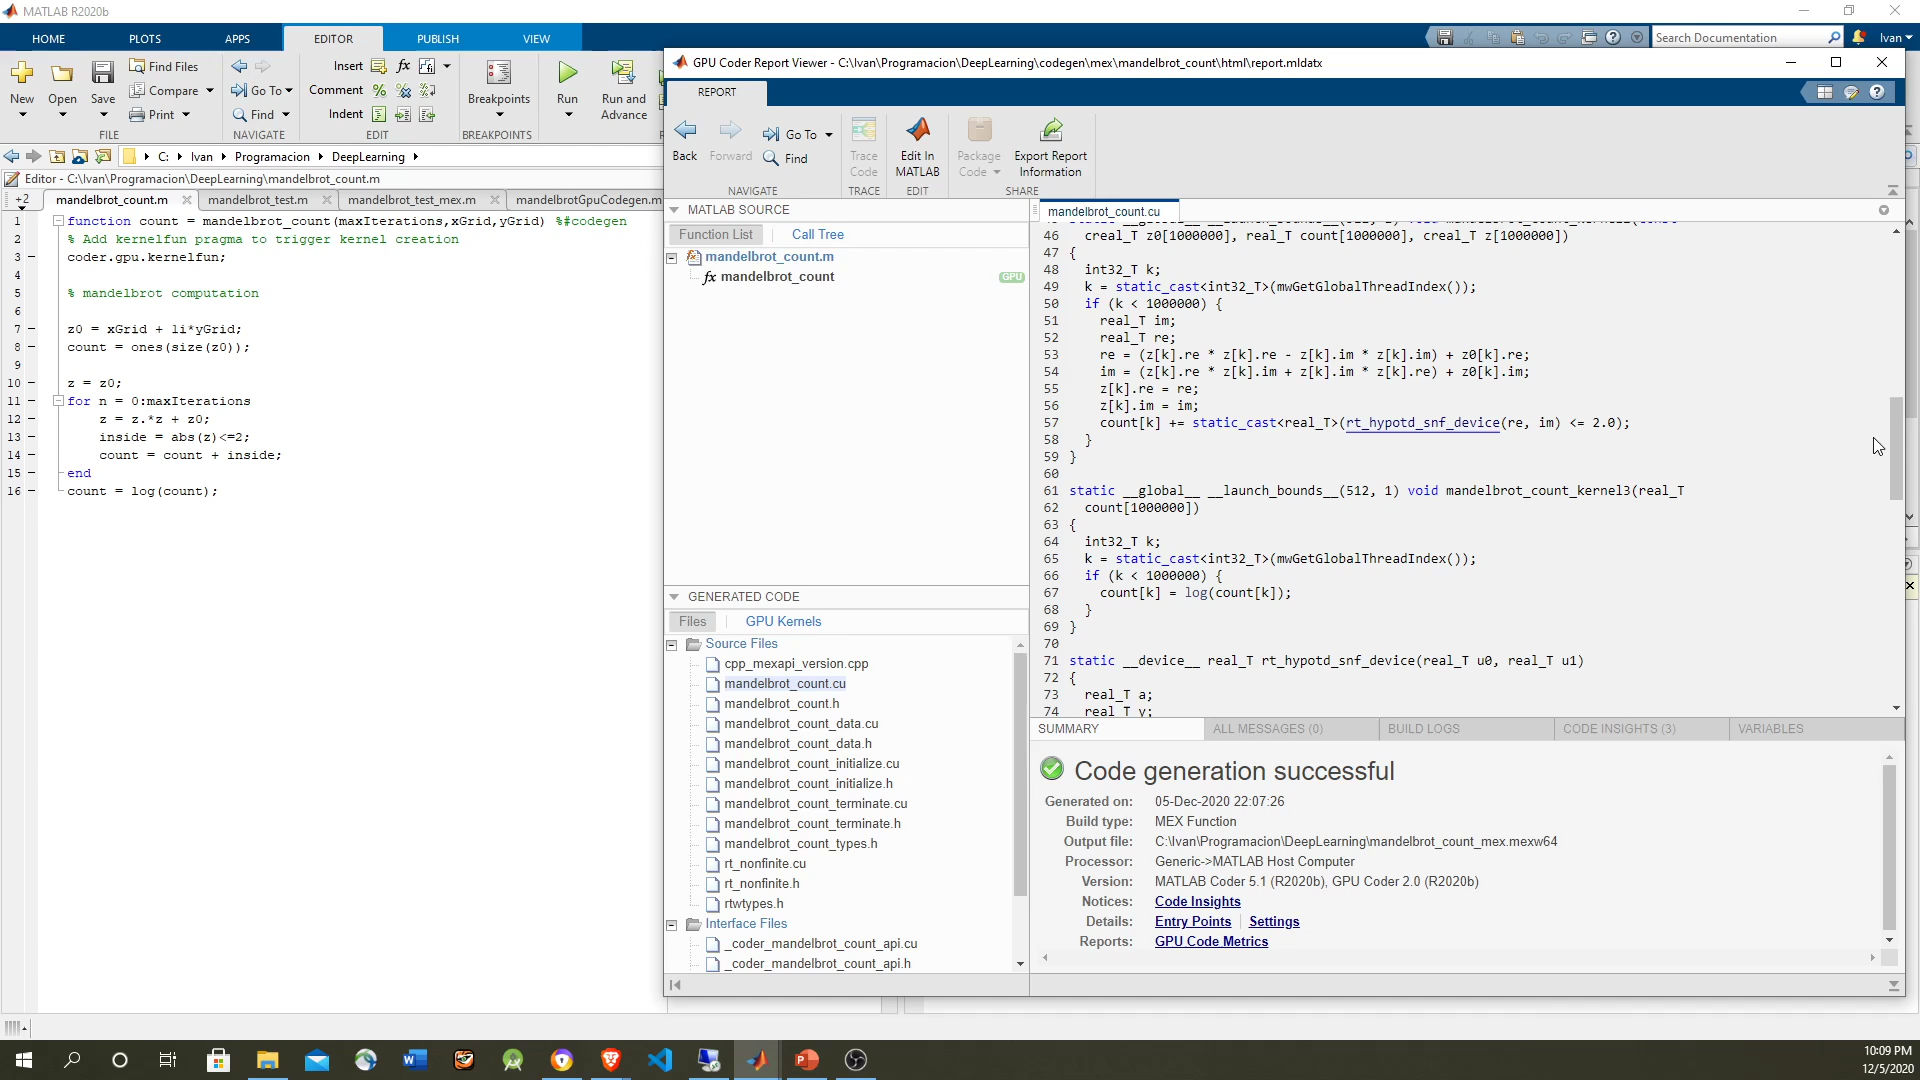 MATLAB R2020b
HOME PLOTS APPS EDITOR PUBLISH VIEW
Search Documentation Ivan
New Open Save Find Files Compare Print
Go To Find
Insert fx
Comment
Indent
Breakpoints Run Run and Advance
FILE NAVIGATE EDIT BREAKPOINTS
C: Ivan Programacion DeepLearning
Editor - C:\Ivan\Programacion\DeepLearning\mandelbrot_count.m
+2 mandelbrot_count.m mandelbrot_test.m mandelbrot_test_mex.m mandelbrotGpuCodegen.m
1 function count = mandelbrot_count(maxIterations,xGrid,yGrid) %#codegen
2 % Add kernelfun pragma to trigger kernel creation
3 coder.gpu.kernelfun;
4
5 % mandelbrot computation
6
7 z0 = xGrid + 1i*yGrid;
8 count = ones(size(z0));
9
10 z = z0;
11 for n = 0:maxIterations
12 z = z.*z + z0;
13 inside = abs(z)<=2;
14 count = count + inside;
15 end
16 count = log(count);
GPU Coder Report Viewer - C:\Ivan\Programacion\DeepLearning\codegen\mex\mandelbrot_count\html\report.mldatx
REPORT
Back Forward Go To Find
Trace Code
Edit In MATLAB
Package Code
Export Report Information
NAVIGATE TRACE EDIT SHARE
MATLAB SOURCE
Function List Call Tree
mandelbrot_count.m
fx mandelbrot_count GPU
GENERATED CODE
Files GPU Kernels
Source Files
cpp_mexapi_version.cpp
mandelbrot_count.cu
mandelbrot_count.h
mandelbrot_count_data.cu
mandelbrot_count_data.h
mandelbrot_count_initialize.cu
mandelbrot_count_initialize.h
mandelbrot_count_terminate.cu
mandelbrot_count_terminate.h
mandelbrot_count_types.h
rt_nonfinite.cu
rt_nonfinite.h
rtwtypes.h
Interface Files
_coder_mandelbrot_count_api.cu
_coder_mandelbrot_count_api.h
mandelbrot_count.cu
46 creal_T z0[1000000], real_T count[1000000], creal_T z[1000000])
47 {
48 int32_T k;
49 k = static_cast<int32_T>(mwGetGlobalThreadIndex());
50 if (k < 1000000) {
51 real_T im;
52 real_T re;
53 re = (z[k].re * z[k].re - z[k].im * z[k].im) + z0[k].re;
54 im = (z[k].re * z[k].im + z[k].im * z[k].re) + z0[k].im;
55 z[k].re = re;
56 z[k].im = im;
57 count[k] += static_cast<real_T>(rt_hypotd_snf_device(re, im) <= 2.0);
58 }
59 }
60
61 static __global__ __launch_bounds__(512, 1) void mandelbrot_count_kernel3(real_T
62 count[1000000])
63 {
64 int32_T k;
65 k = static_cast<int32_T>(mwGetGlobalThreadIndex());
66 if (k < 1000000) {
67 count[k] = log(count[k]);
68 }
69 }
70
71 static __device__ real_T rt_hypotd_snf_device(real_T u0, real_T u1)
72 {
73 real_T a;
74 real_T y;
SUMMARY ALL MESSAGES (0) BUILD LOGS CODE INSIGHTS (3) VARIABLES
Code generation successful
Generated on: 05-Dec-2020 22:07:26
Build type: MEX Function
Output file: C:\Ivan\Programacion\DeepLearning\mandelbrot_count_mex.mexw64
Processor: Generic->MATLAB Host Computer
Version: MATLAB Coder 5.1 (R2020b), GPU Coder 2.0 (R2020b)
Notices: Code Insights
Details: Entry Points Settings
Reports: GPU Code Metrics
10:09 PM
12/5/2020